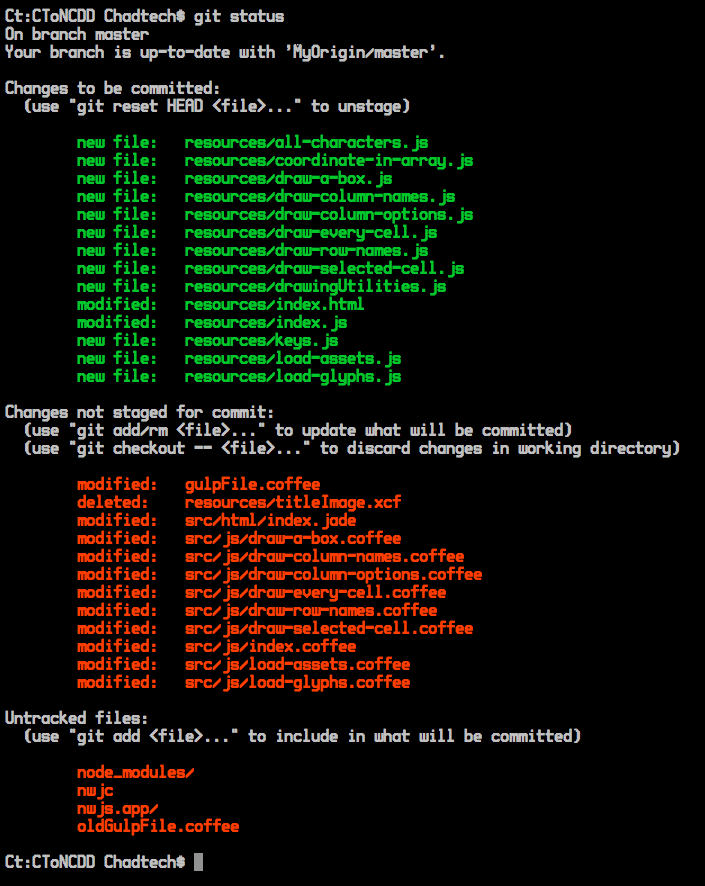 Ct:CToNCDD Chadtech$ git status
On branch master
Your branch is up-to-date with 'MyOrigin/master'.
Changes to be committed:
(use "git reset HEAD <file>..." to unstage)
new file: resources/all-characters.js
new file: resources/coordinate-in-array.js
new file: resources/draw-a-box.js
new file: resources/draw-column-names.js
new file: resources/draw-column-options.js
new file: resources/draw-every-cell.js
new file: resources/draw-row-names.js
new file: resources/draw-selected-cell.js
new file: resources/drawingUtilities.js
modified: resources/index.html
modified: resources/index.js
new file: resources/keys.js
new file: resources/load-assets.js
new file: resources/load-glyphs.js
Changes not staged for commit:
(use "git add/rm <file>..." to update what will be committed)
(use "git checkout -- <file>..." to discard changes in working directory)
modified: gulpFile.coffee
deleted: resources/titleImage.xcf
modified: src/html/index.jade
modified: src/js/draw-a-box.coffee
modified: src/js/draw-column-names.coffee
modified: src/js/draw-column-options.coffee
modified: src/js/draw-every-cell.coffee
modified: src/js/draw-row-names.coffee
modified: src/js/draw-selected-cell.coffee
modified: src/js/index.coffee
modified: src/js/load-assets.coffee
modified: src/js/load-glyphs.coffee
Untracked files:
(use "git add <file>..." to include in what will be committed)
node_modules/
nwjc
nwjs.app/
oldGulpFile.coffee
Ct:CToNCDD Chadtech$